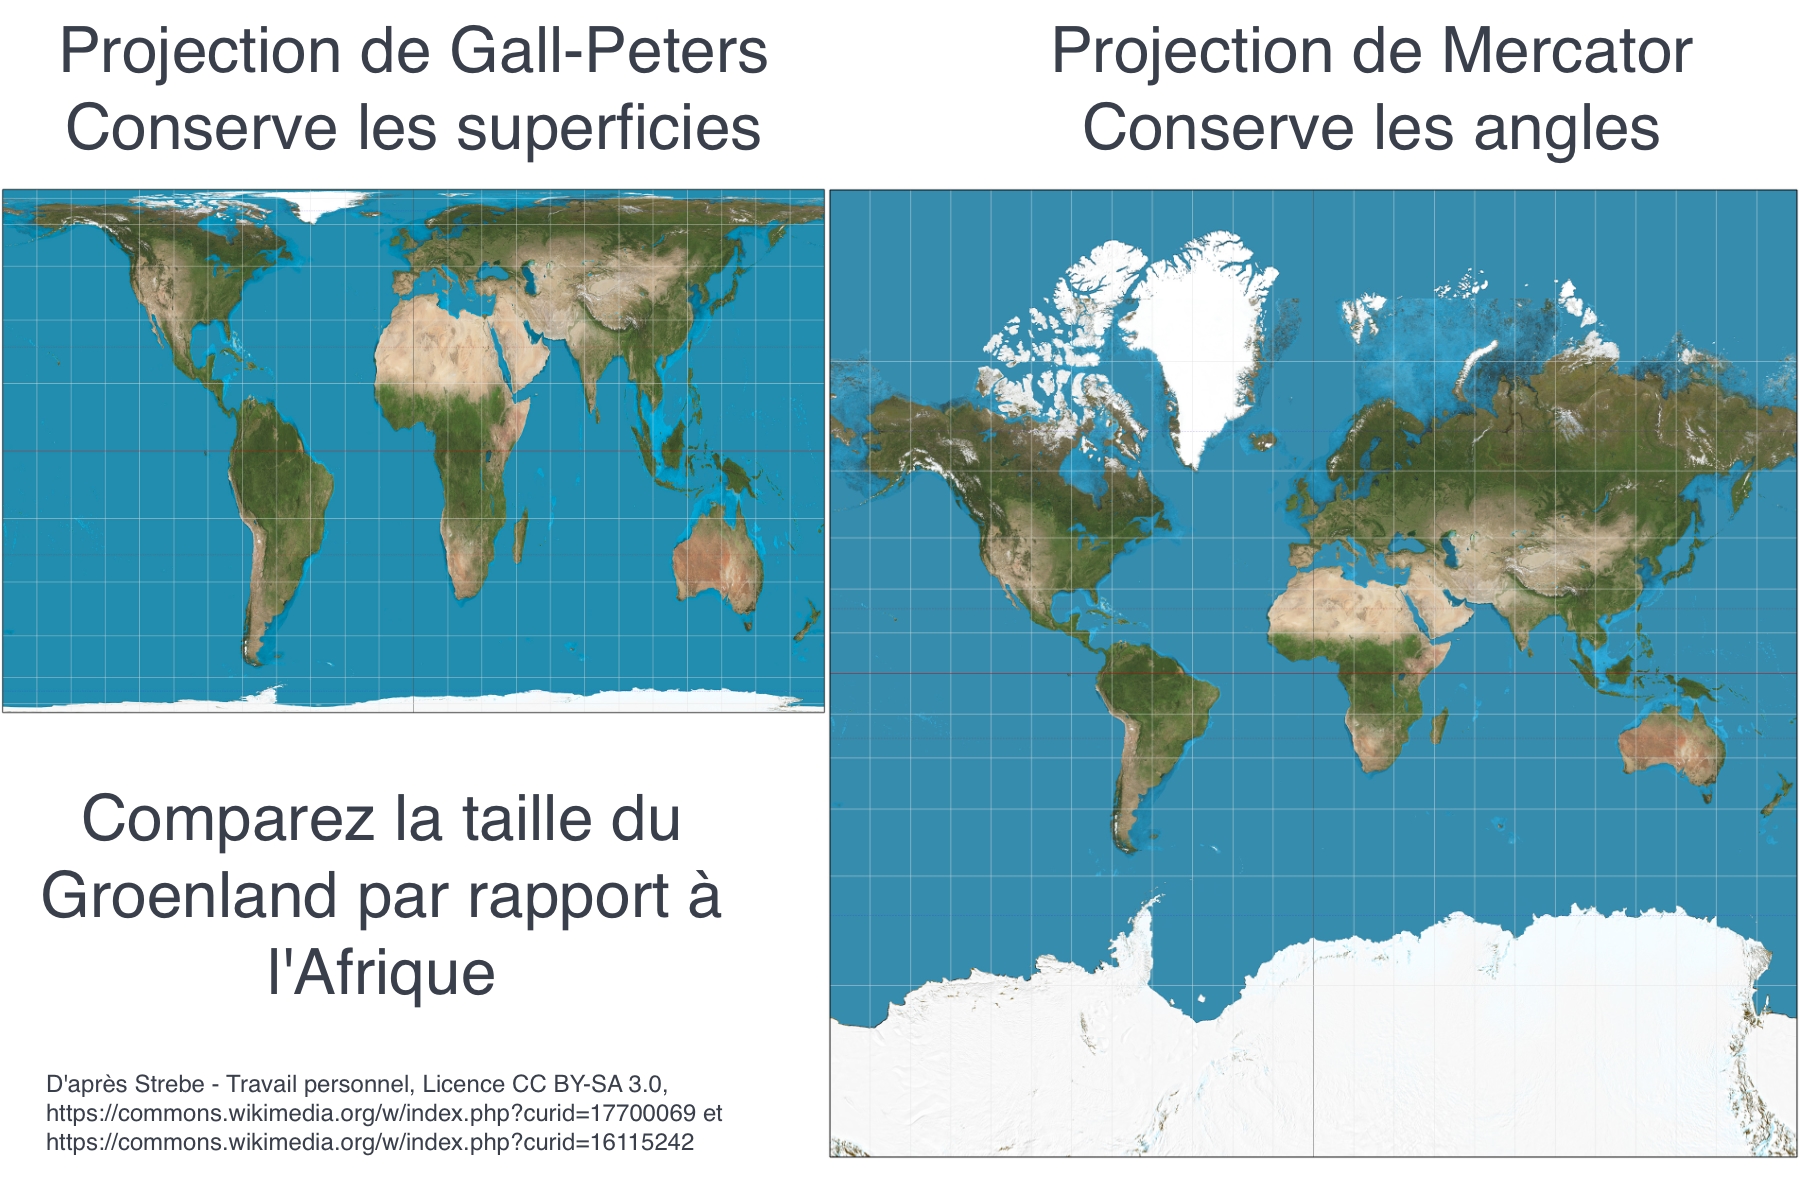 Projection de Gall-Peters
Conserve les superficies
Projection de Mercator
Conserve les angles
Comparez la taille du
Groenland par rapport à
l'Afrique
D'après Strebe - Travail personnel, Licence CC BY-SA 3.0,
https://commons.wikimedia.org/w/index.php?curid=17700069 et
https://commons.wikimedia.org/w/index.php?curid=16115242